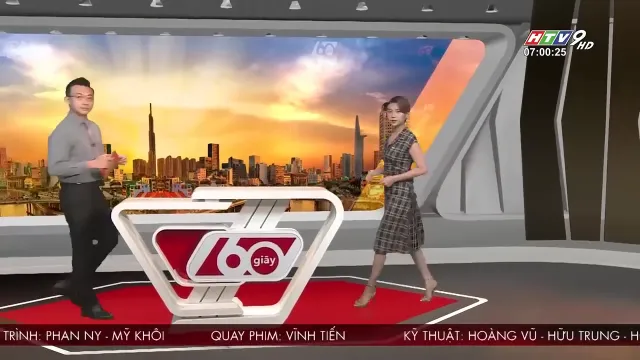 HTV9 HD
07:00:25
60
60 giây
TRÌNH: PHAN NY - MỸ KHÔI QUAY PHIM: VĨNH TIẾN KỸ THUẬT: HOÀNG VŨ - HỮU TRUNG - H